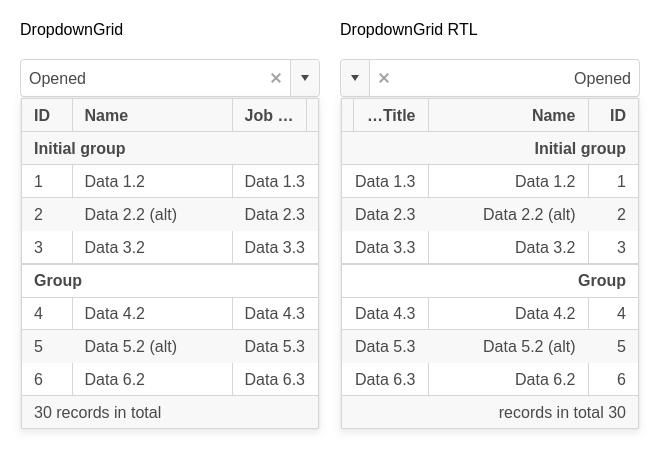 DropdownGrid
Opened
ID Name Job ...
Initial group
1 Data 1.2 Data 1.3
2 Data 2.2 (alt) Data 2.3
3 Data 3.2 Data 3.3
Group
4 Data 4.2 Data 4.3
5 Data 5.2 (alt) Data 5.3
6 Data 6.2 Data 6.3
30 records in total
DropdownGrid RTL
Opened
...Title Name ID
Initial group
Data 1.3 Data 1.2 1
Data 2.3 Data 2.2 (alt) 2
Data 3.3 Data 3.2 3
Group
Data 4.3 Data 4.2 4
Data 5.3 Data 5.2 (alt) 5
Data 6.3 Data 6.2 6
records in total 30